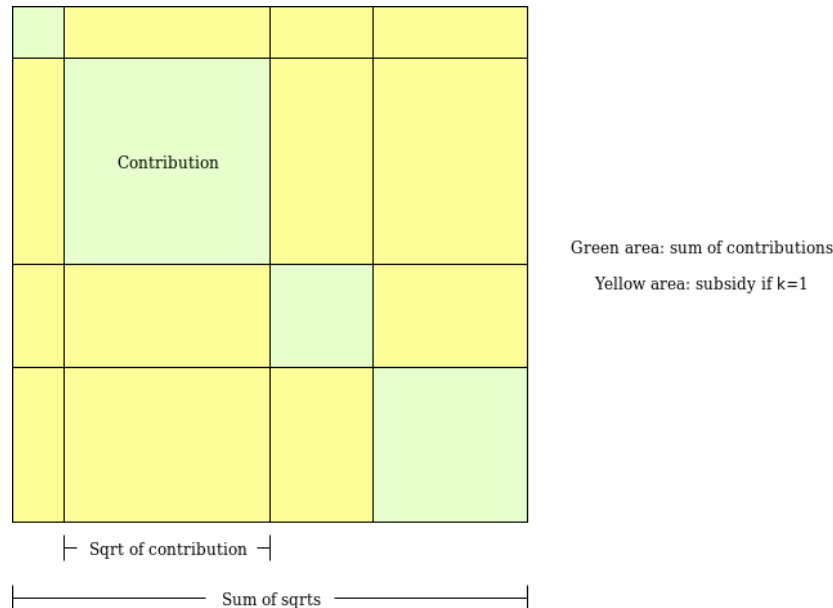 Contribution
Green area: sum of contributions
Yellow area: subsidy if k=1
Sqrt of contribution
Sum of sqrts